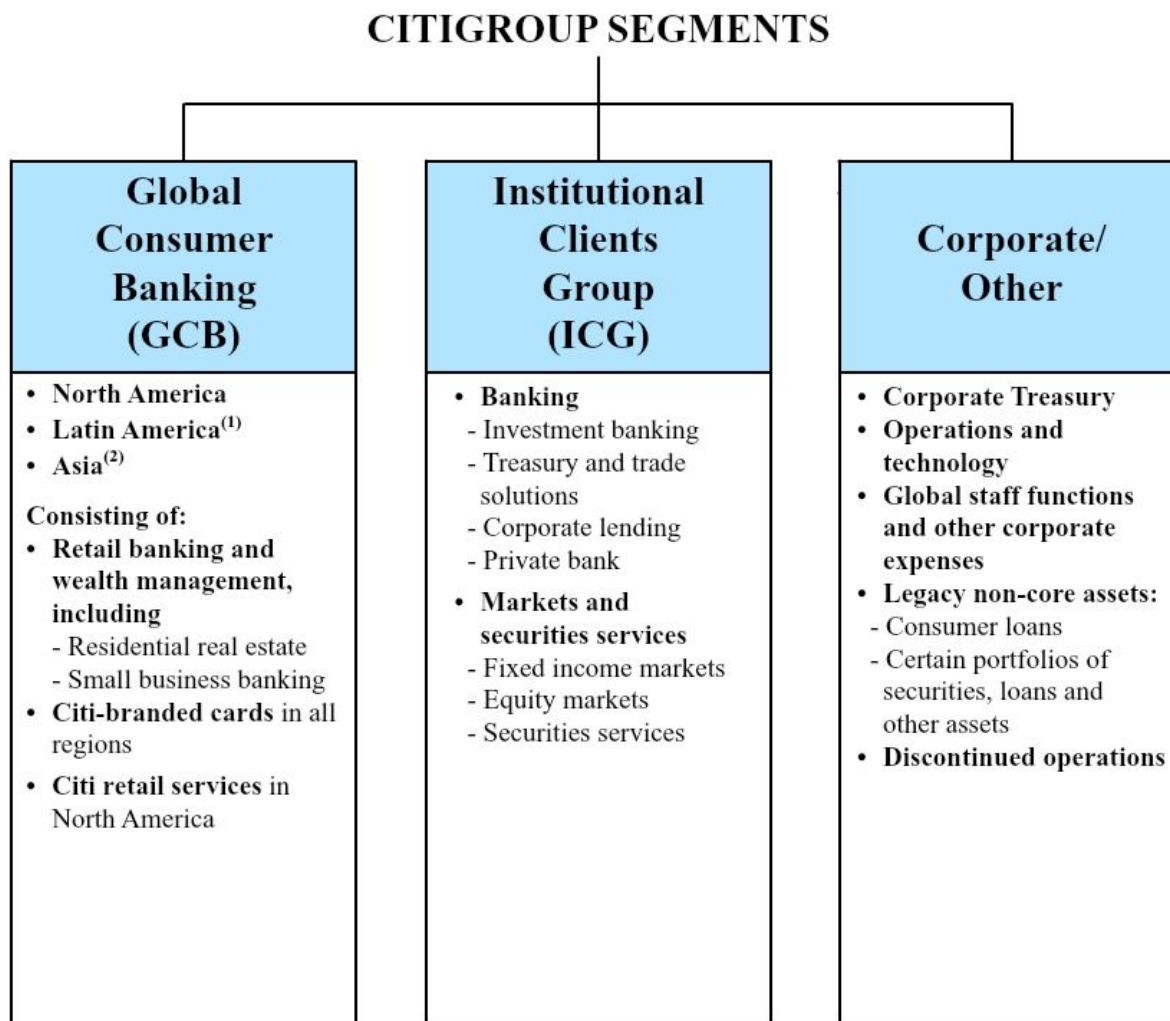 CITIGROUP SEGMENTS
Global
Consumer
Banking
(GCB)
• North America
• Latin America(1)
• Asia(2)
Consisting of:
• Retail banking and
wealth management,
including
- Residential real estate
- Small business banking
• Citi-branded cards in all
regions
• Citi retail services in
North America
Institutional
Clients
Group
(ICG)
• Banking
- Investment banking
- Treasury and trade
solutions
- Corporate lending
- Private bank
• Markets and
securities services
- Fixed income markets
- Equity markets
- Securities services
Corporate/
Other
• Corporate Treasury
• Operations and
technology
• Global staff functions
and other corporate
expenses
• Legacy non-core assets:
- Consumer loans
- Certain portfolios of
securities, loans and
other assets
• Discontinued operations